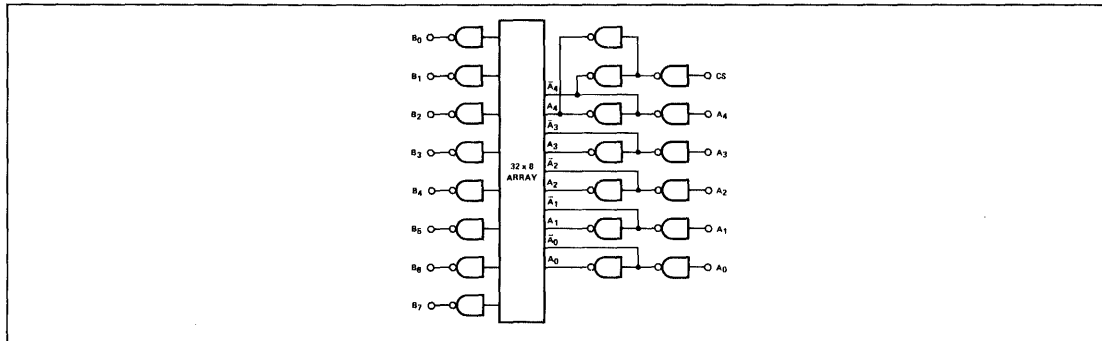 B0
B1
B2
B3
B4
B5
B6
B7
32 x 8
ARRAY
Ā4
A4
Ā3
A3
Ā2
A2
Ā1
A1
Ā0
A0
CS
A4
A3
A2
A1
A0